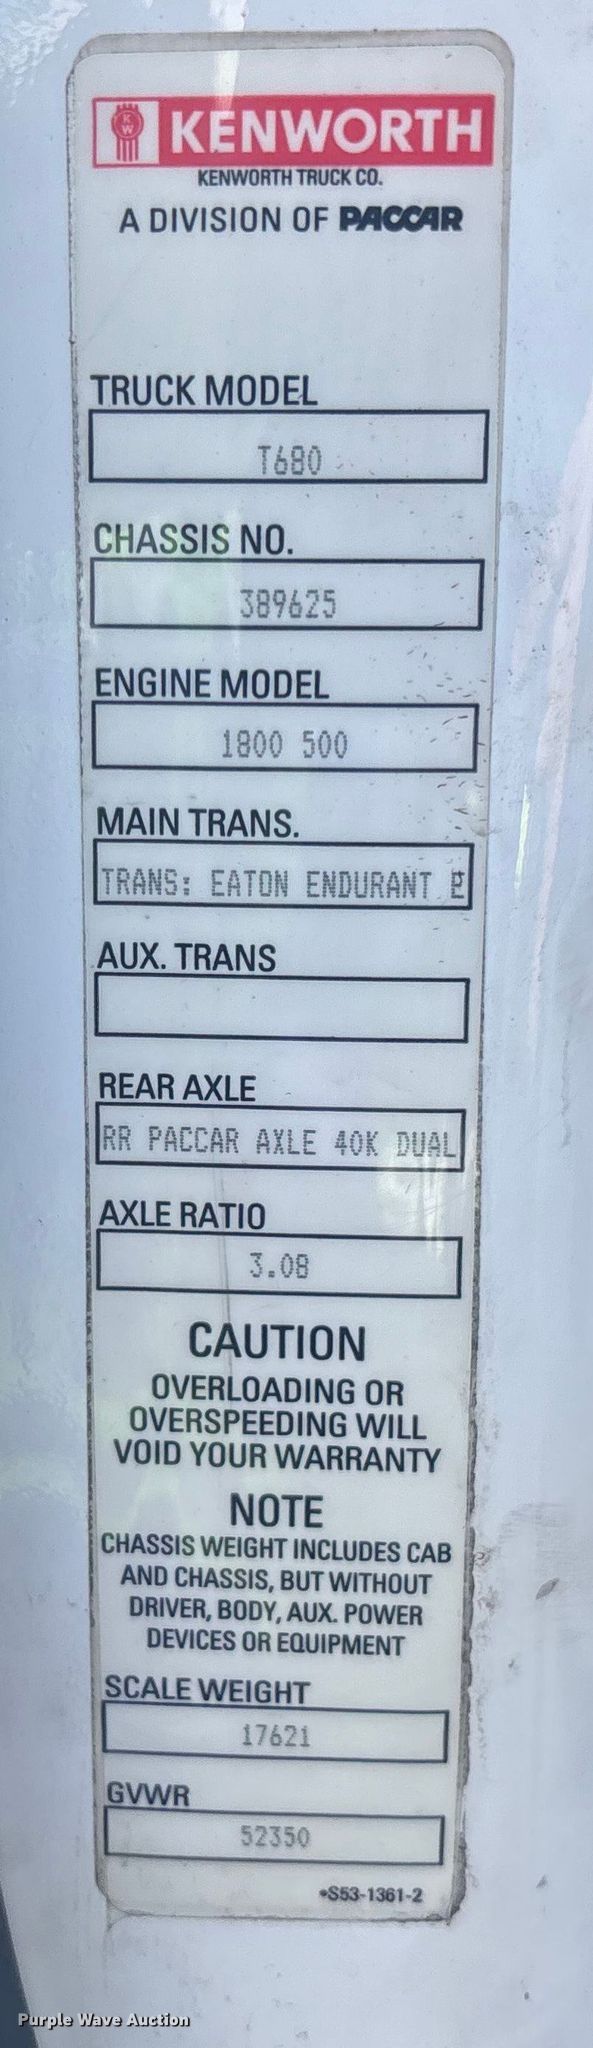 KW KENWORTH
KENWORTH TRUCK CO.
A DIVISION OF PACCAR
TRUCK MODEL
T680
CHASSIS NO.
389625
ENGINE MODEL
1800 500
MAIN TRANS.
TRANS: EATON ENDURANT
AUX. TRANS
REAR AXLE
RR PACCAR AXLE 40K DUAL
AXLE RATIO
3.08
CAUTION
OVERLOADING OR
OVERSPEEDING WILL
VOID YOUR WARRANTY
NOTE
CHASSIS WEIGHT INCLUDES CAB
AND CHASSIS, BUT WITHOUT
DRIVER, BODY, AUX. POWER
DEVICES OR EQUIPMENT
SCALE WEIGHT
17621
GVWR
52350
•S53-1361-2
Purple Wave Auction